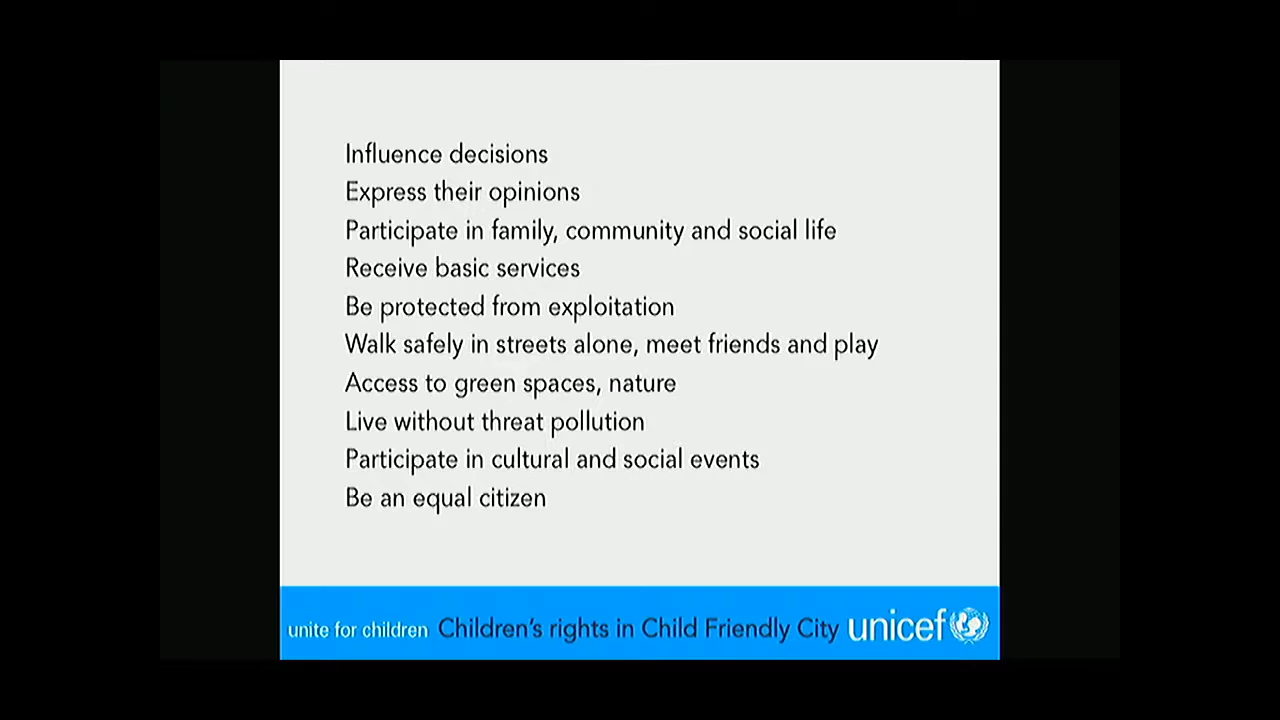 Influence decisions
Express their opinions
Participate in family, community and social life
Receive basic services
Be protected from exploitation
Walk safely in streets alone, meet friends and play
Access to green spaces, nature
Live without threat pollution
Participate in cultural and social events
Be an equal citizen
unite for children Children's rights in Child Friendly City unicef